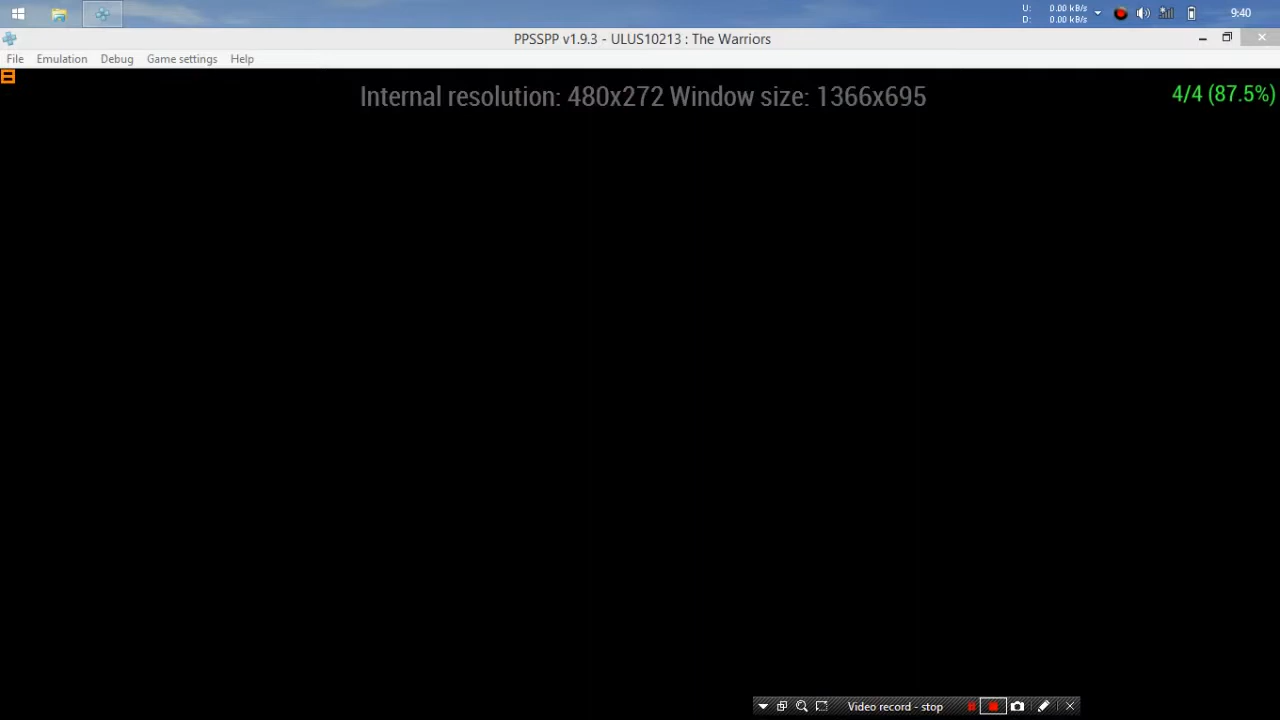 U: 0.00 kB/s
D: 0.00 kB/s
9:40
PPSSPP v1.9.3 - ULUS10213 : The Warriors
File Emulation Debug Game settings Help
Internal resolution: 480x272 Window size: 1366x695
4/4 (87.5%)
Video record - stop